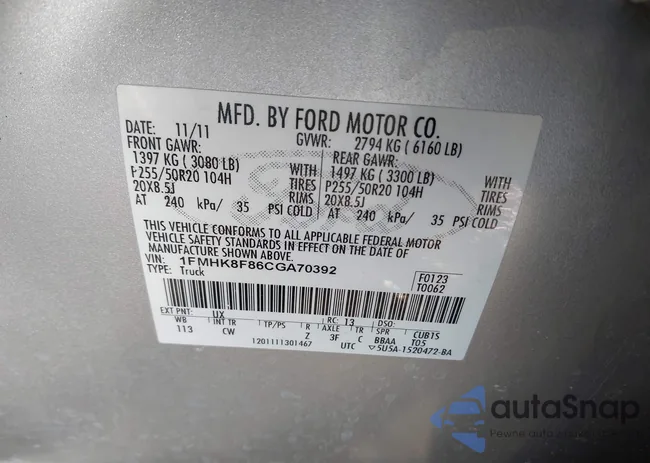 MFD. BY FORD MOTOR CO.
DATE: 11/11 GVWR: 2794 KG ( 6160 LB)
FRONT GAWR: REAR GAWR:
1397 KG ( 3080 LB) WITH 1497 KG ( 3300 LB) WITH
P255/50R20 104H TIRES P255/50R20 104H TIRES
20X8.5J RIMS 20X8.5J RIMS
AT 240 kPa/ 35 PSI COLD AT 240 kPa/ 35 PSI COLD
THIS VEHICLE CONFORMS TO ALL APPLICABLE FEDERAL MOTOR
VEHICLE SAFETY STANDARDS IN EFFECT ON THE DATE OF
MANUFACTURE SHOWN ABOVE.
VIN: 1FMHK8F86CGA70392
TYPE: Truck
F0123
T0062
EXT PNT: UX RC: 13 DSO:
WB INT TR TP/PS R AXLE TR SPR CUB1S
113 CW Z 3F C BBAA T05
1201111301467 UTC ▽5U5A-1520472-BA
Ford
autoSnap
Pewne auto z